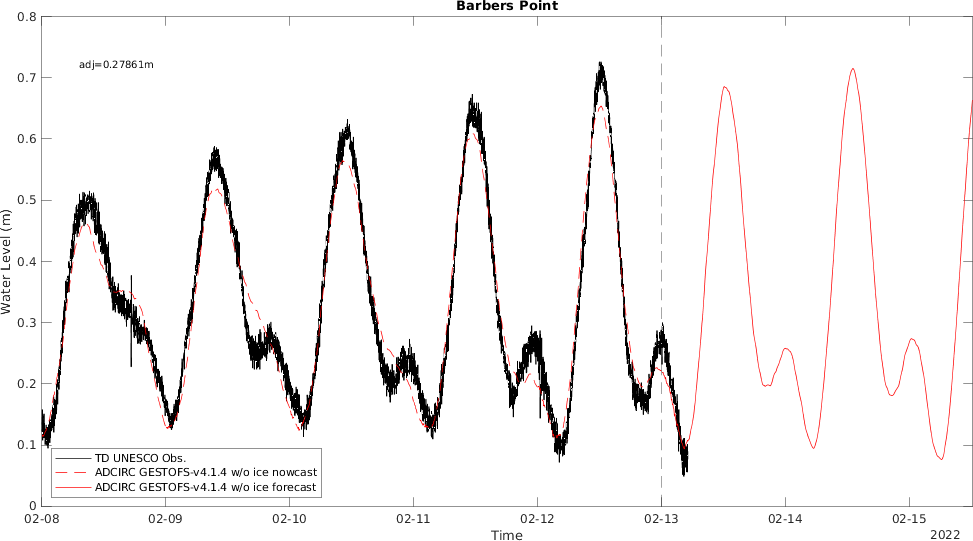 Barbers Point
adj=0.27861m
0.8
0.7
0.6
0.5
0.4
0.3
0.2
0.1
0
Water Level (m)
TD UNESCO Obs.
ADCIRC GESTOFS-v4.1.4 w/o ice nowcast
ADCIRC GESTOFS-v4.1.4 w/o ice forecast
02-08 02-09 02-10 02-11 02-12 02-13 02-14 02-15
Time
2022